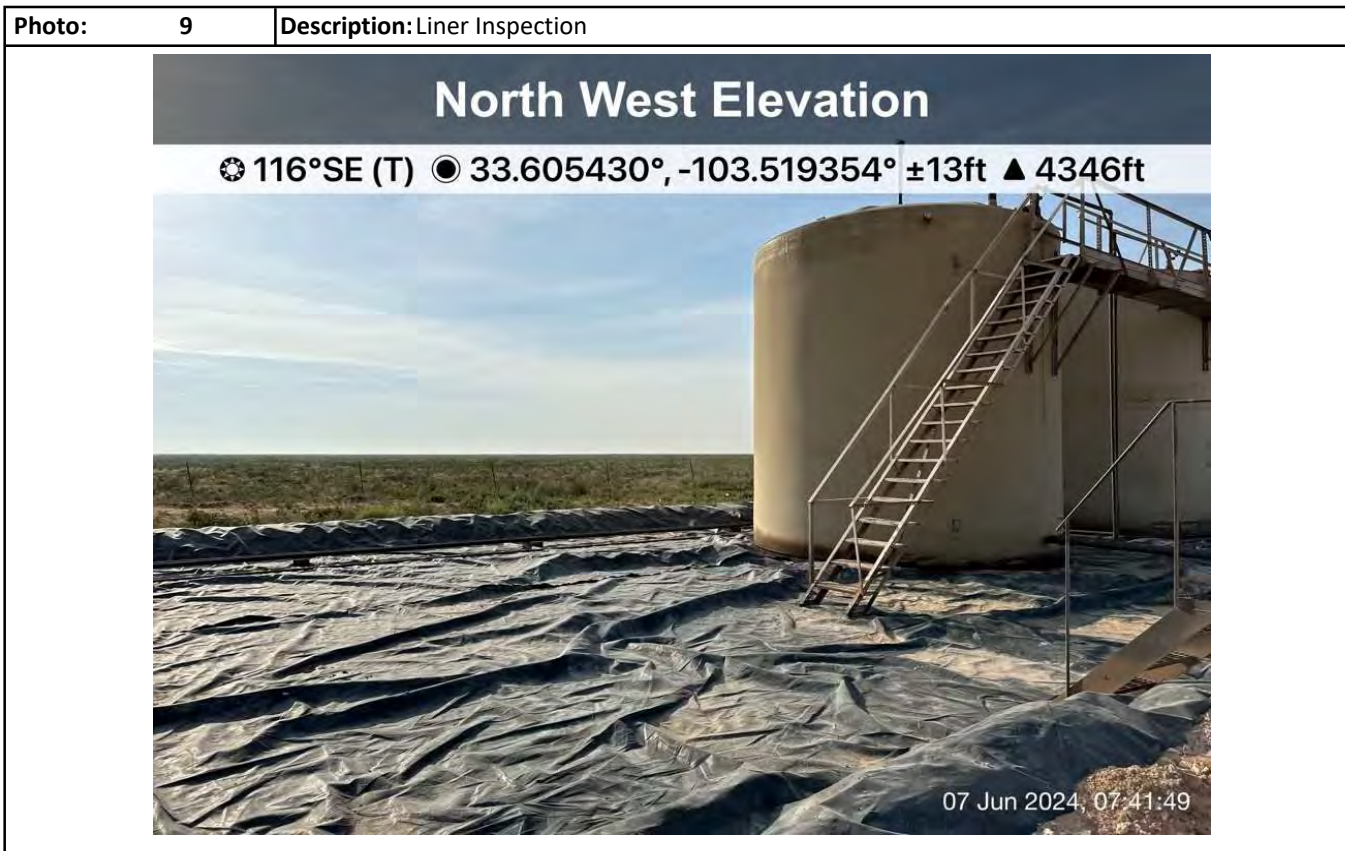 Photo: 9 Description: Liner Inspection
North West Elevation
116°SE (T) 33.605430°, -103.519354° ±13ft ▲ 4346ft
07 Jun 2024, 07:41:49